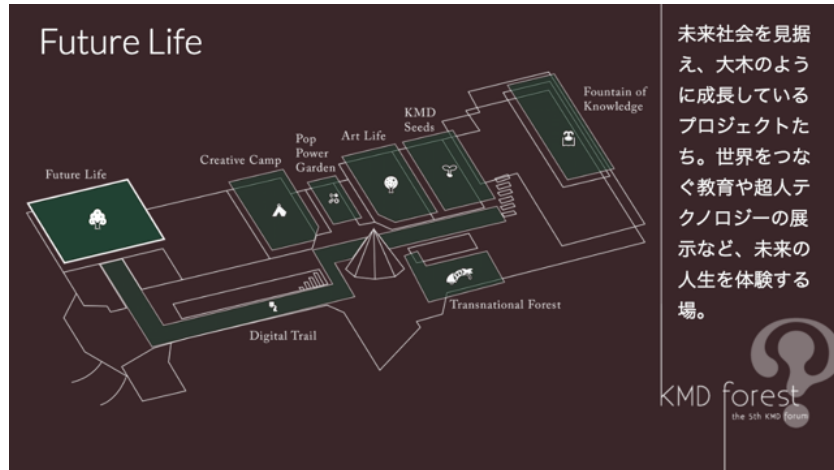 Future Life
未来社会を見据
え、大木のよう
に成長している
プロジェクトた
ち。世界をつな
ぐ教育や超人テ
クノロジーの展
示など、未来の
人生を体験する
場。
Fountain of
Knowledge
KMD
Seeds
Art Life
Pop
Power
Garden
Creative Camp
Future Life
Transnational Forest
Digital Trail
?
KMD forest
the 5th KMD forum